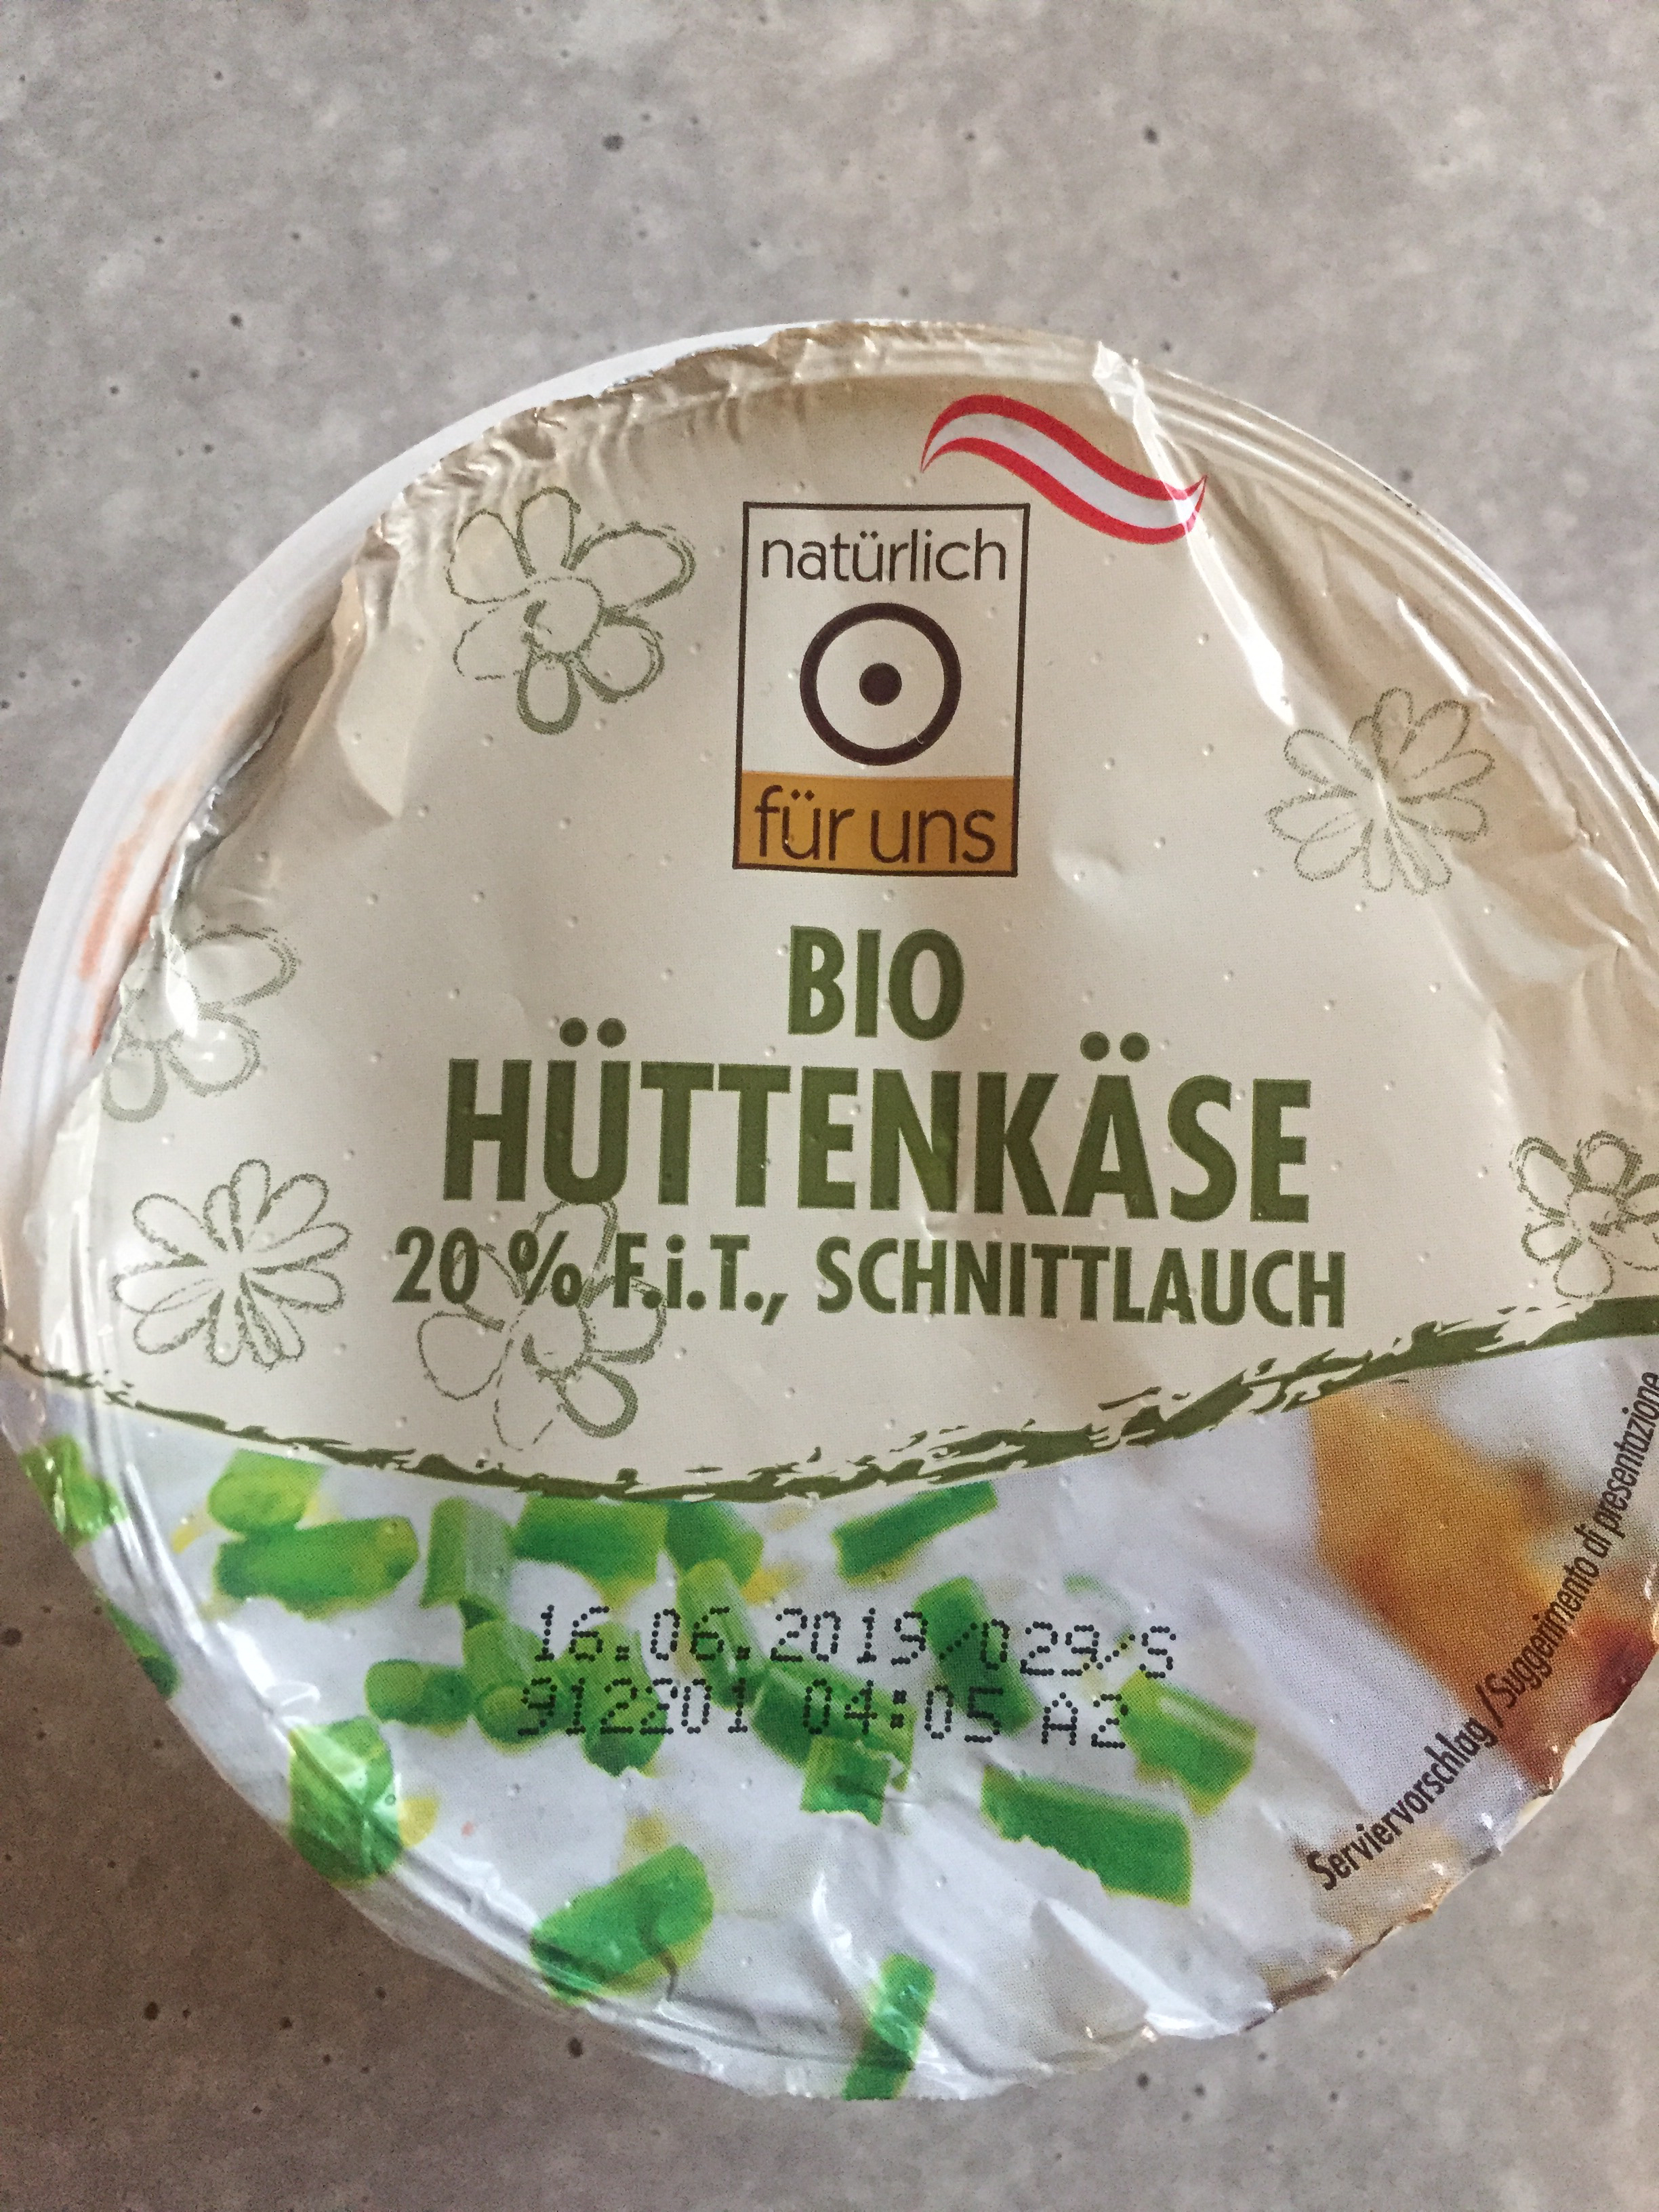 natürlich
für uns
BIO
HÜTTENKÄSE
20 % F.i.T., SCHNITTLAUCH
16.06.2019/029/S
912201 04:05 A2
Serviervorschlag / Suggerimento di presentazione